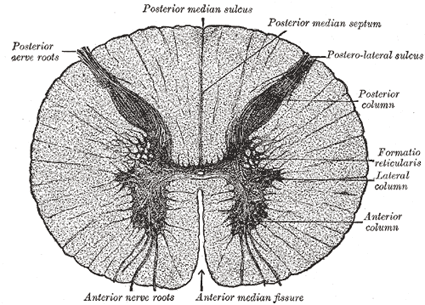 Posterior median sulcus
Posterior median septum
Posterior
nerve roots
Postero-lateral sulcus
Posterior
column
Formatio
reticularis
Lateral
column
Anterior
column
Anterior nerve roots
Anterior median fissure